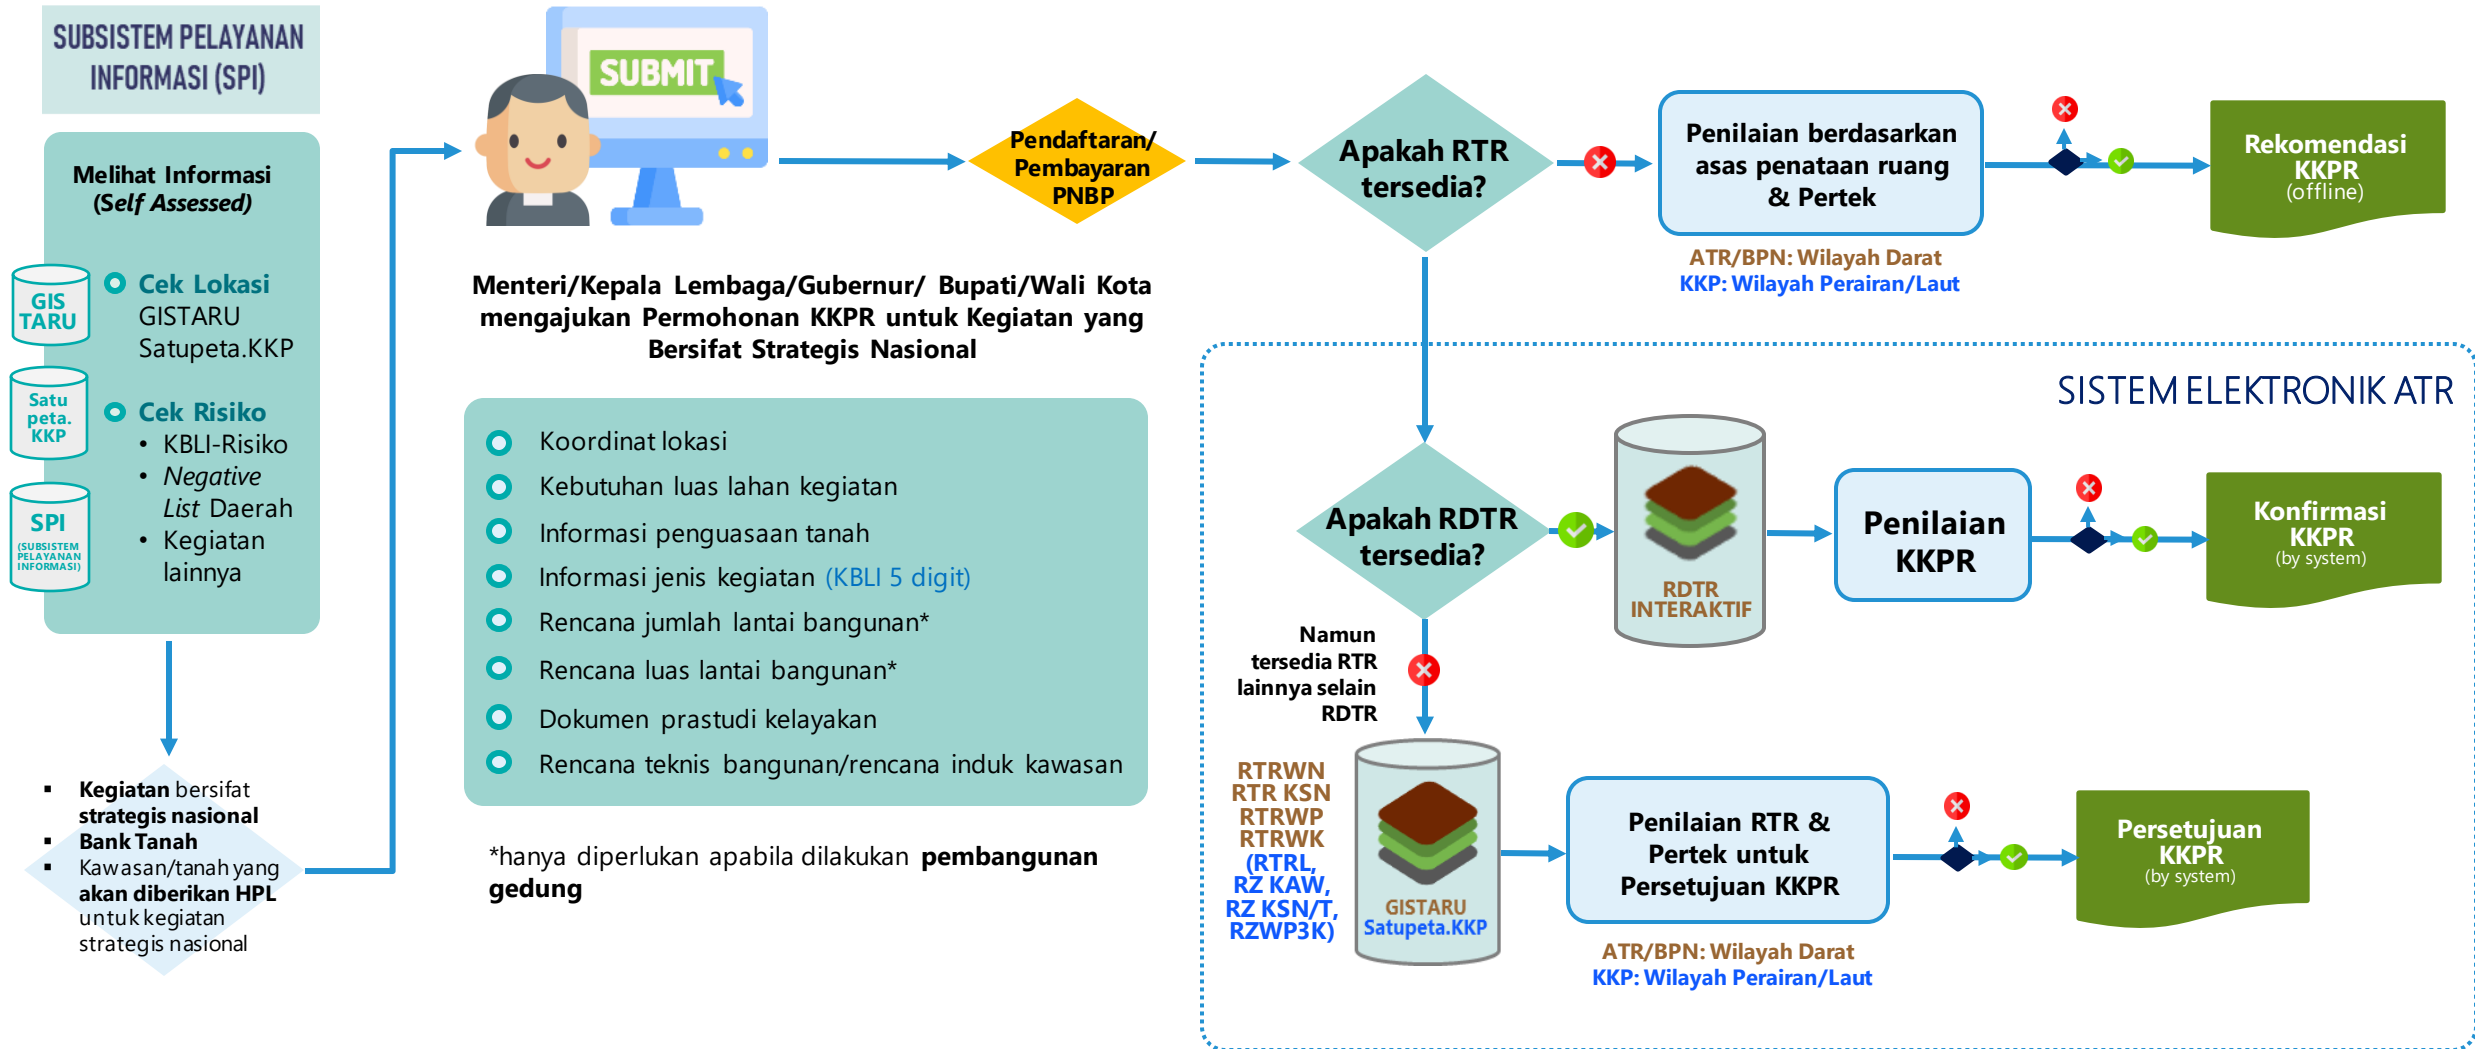 SUBSISTEM PELAYANAN
INFORMASI (SPI)
Melihat Informasi
(Self Assessed)
GIS
TARU
Cek Lokasi
GISTARU
Satupeta.KKP
Satu
peta.
KKP
Cek Risiko
• KBLI-Risiko
• Negative
List Daerah
• Kegiatan
lainnya
SPI
(SUBSISTEM
PELAYANAN
INFORMASI)
▪ Kegiatan bersifat
strategis nasional
▪ Bank Tanah
▪ Kawasan/tanah yang
akan diberikan HPL
untuk kegiatan
strategis nasional
SUBMIT
Menteri/Kepala Lembaga/Gubernur/ Bupati/Wali Kota
mengajukan Permohonan KKPR untuk Kegiatan yang
Bersifat Strategis Nasional
Koordinat lokasi
Kebutuhan luas lahan kegiatan
Informasi penguasaan tanah
Informasi jenis kegiatan (KBLI 5 digit)
Rencana jumlah lantai bangunan*
Rencana luas lantai bangunan*
Dokumen prastudi kelayakan
Rencana teknis bangunan/rencana induk kawasan
*hanya diperlukan apabila dilakukan pembangunan
gedung
Pendaftaran/
Pembayaran
PNBP
Apakah RTR
tersedia?
Penilaian berdasarkan
asas penataan ruang
& Pertek
ATR/BPN: Wilayah Darat
KKP: Wilayah Perairan/Laut
Rekomendasi
KKPR
(offline)
SISTEM ELEKTRONIK ATR
Apakah RDTR
tersedia?
RDTR
INTERAKTIF
Penilaian
KKPR
Konfirmasi
KKPR
(by system)
Namun
tersedia RTR
lainnya selain
RDTR
RTRWN
RTR KSN
RTRWP
RTRWK
(RTRL,
RZ KAW,
RZ KSN/T,
RZWP3K)
GISTARU
Satupeta.KKP
Penilaian RTR &
Pertek untuk
Persetujuan KKPR
ATR/BPN: Wilayah Darat
KKP: Wilayah Perairan/Laut
Persetujuan
KKPR
(by system)